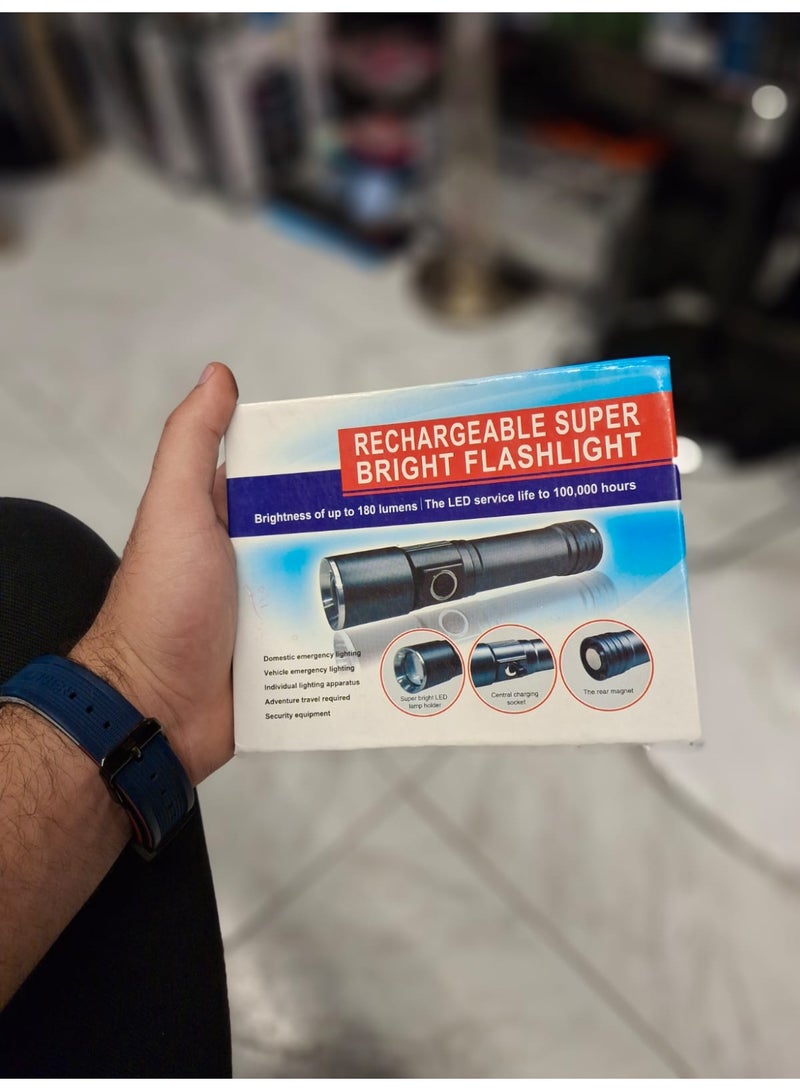 RECHARGEABLE SUPER
BRIGHT FLASHLIGHT
Brightness of up to 180 lumens | The LED service life to 100,000 hours
Domestic emergency lighting
Vehicle emergency lighting
Individual lighting apparatus
Adventure travel required
Security equipment
Super bright LED
lamp holder
Central charging
socket
The rear magnet